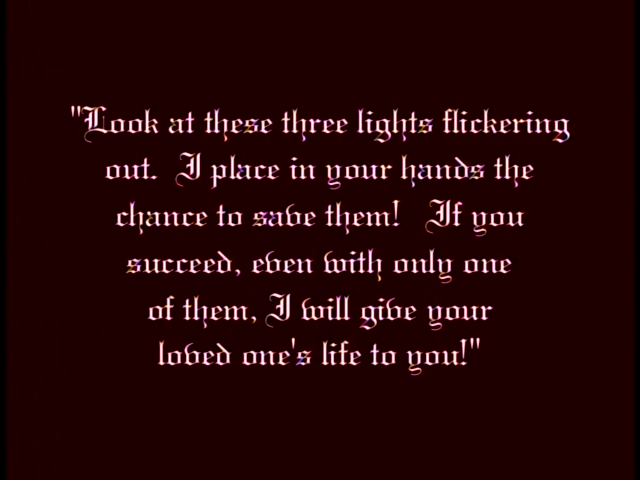 "Look at these three lights flickering
out.  I place in your hands the
chance to save them!   If you
succeed, even with only one
of them, I will give your
loved one's life to you!"